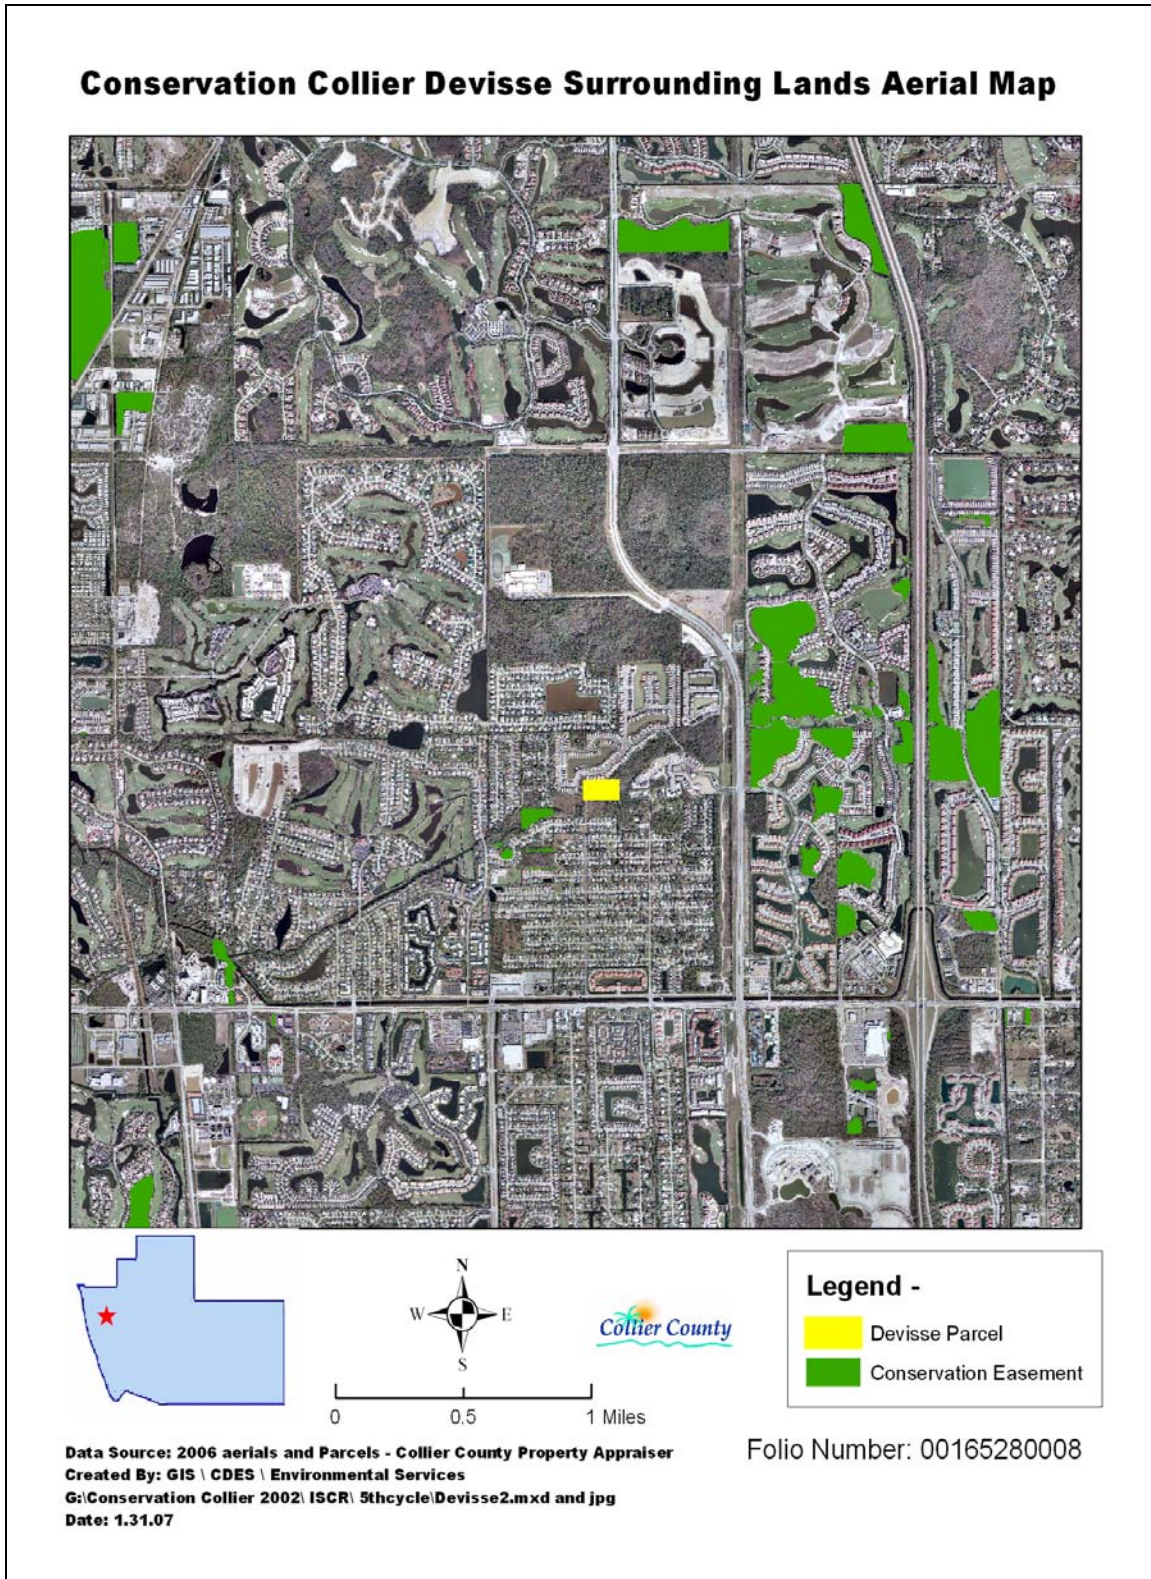 Conservation Collier Devisse Surrounding Lands Aerial Map
N
W E
S
0 0.5 1 Miles
Collier County
Legend -
Devisse Parcel
Conservation Easement
Folio Number: 00165280008
Data Source: 2006 aerials and Parcels - Collier County Property Appraiser
Created By: GIS \ CDES \ Environmental Services
G:\Conservation Collier 2002\ ISCR\ 5thcycle\Devisse2.mxd and jpg
Date: 1.31.07